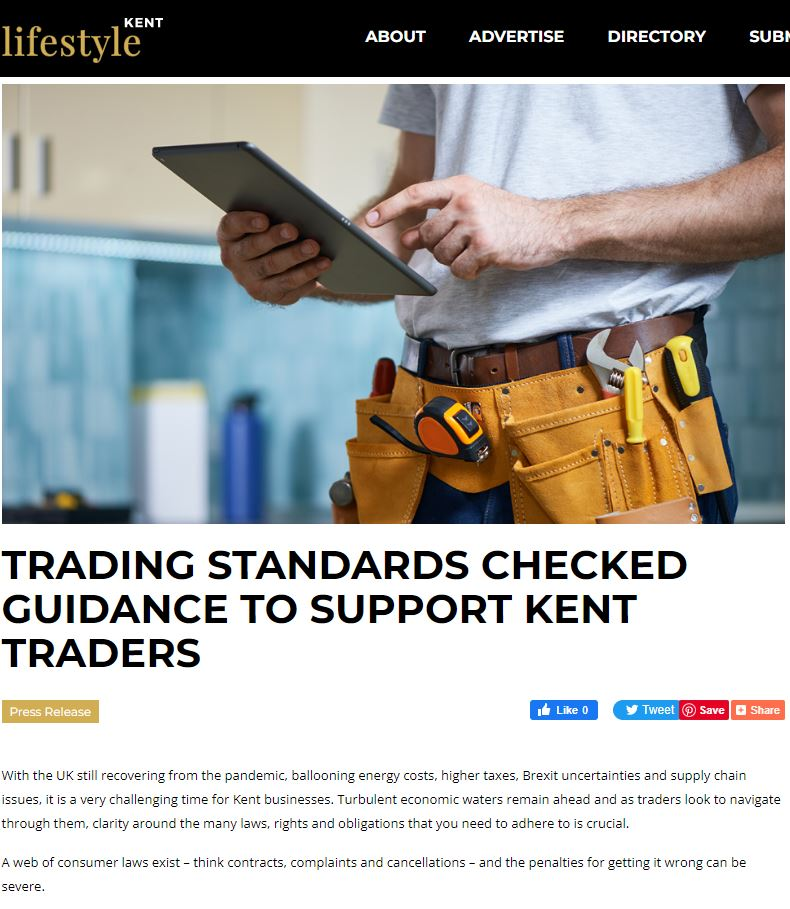 KENT
lifestyle
ABOUT ADVERTISE DIRECTORY SUBM
TRADING STANDARDS CHECKED
GUIDANCE TO SUPPORT KENT
TRADERS
Press Release
Like 0 Tweet Save Share
With the UK still recovering from the pandemic, ballooning energy costs, higher taxes, Brexit uncertainties and supply chain
issues, it is a very challenging time for Kent businesses. Turbulent economic waters remain ahead and as traders look to navigate
through them, clarity around the many laws, rights and obligations that you need to adhere to is crucial.
A web of consumer laws exist – think contracts, complaints and cancellations – and the penalties for getting it wrong can be
severe.